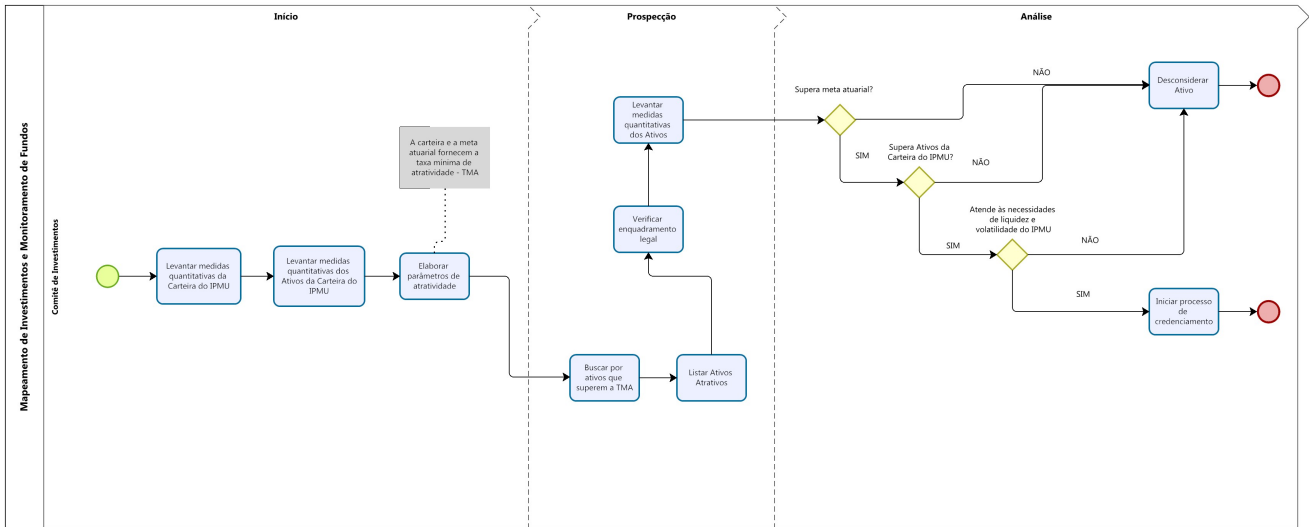 Mapeamento de Investimentos e Monitoramento de Fundos
Comitê de Investimentos
Início
Prospecção
Análise
Levantar medidas
quantitativas da
Carteira do IPMU
Levantar medidas
quantitativas dos
Ativos da Carteira do
IPMU
Elaborar
parâmetros de
atratividade
A carteira e a meta
atuarial fornecem a
taxa mínima de
atratividade - TMA
Buscar por
ativos que
superem a TMA
Listar Ativos
Atrativos
Verificar
enquadramento
legal
Levantar
medidas
quantitativas
dos Ativos
Supera meta atuarial?
NÃO
SIM
Supera Ativos da
Carteira do IPMU?
NÃO
SIM
Atende às necessidades
de liquidez e
volatilidade do IPMU
NÃO
SIM
Desconsiderar
Ativo
Iniciar processo
de
credenciamento